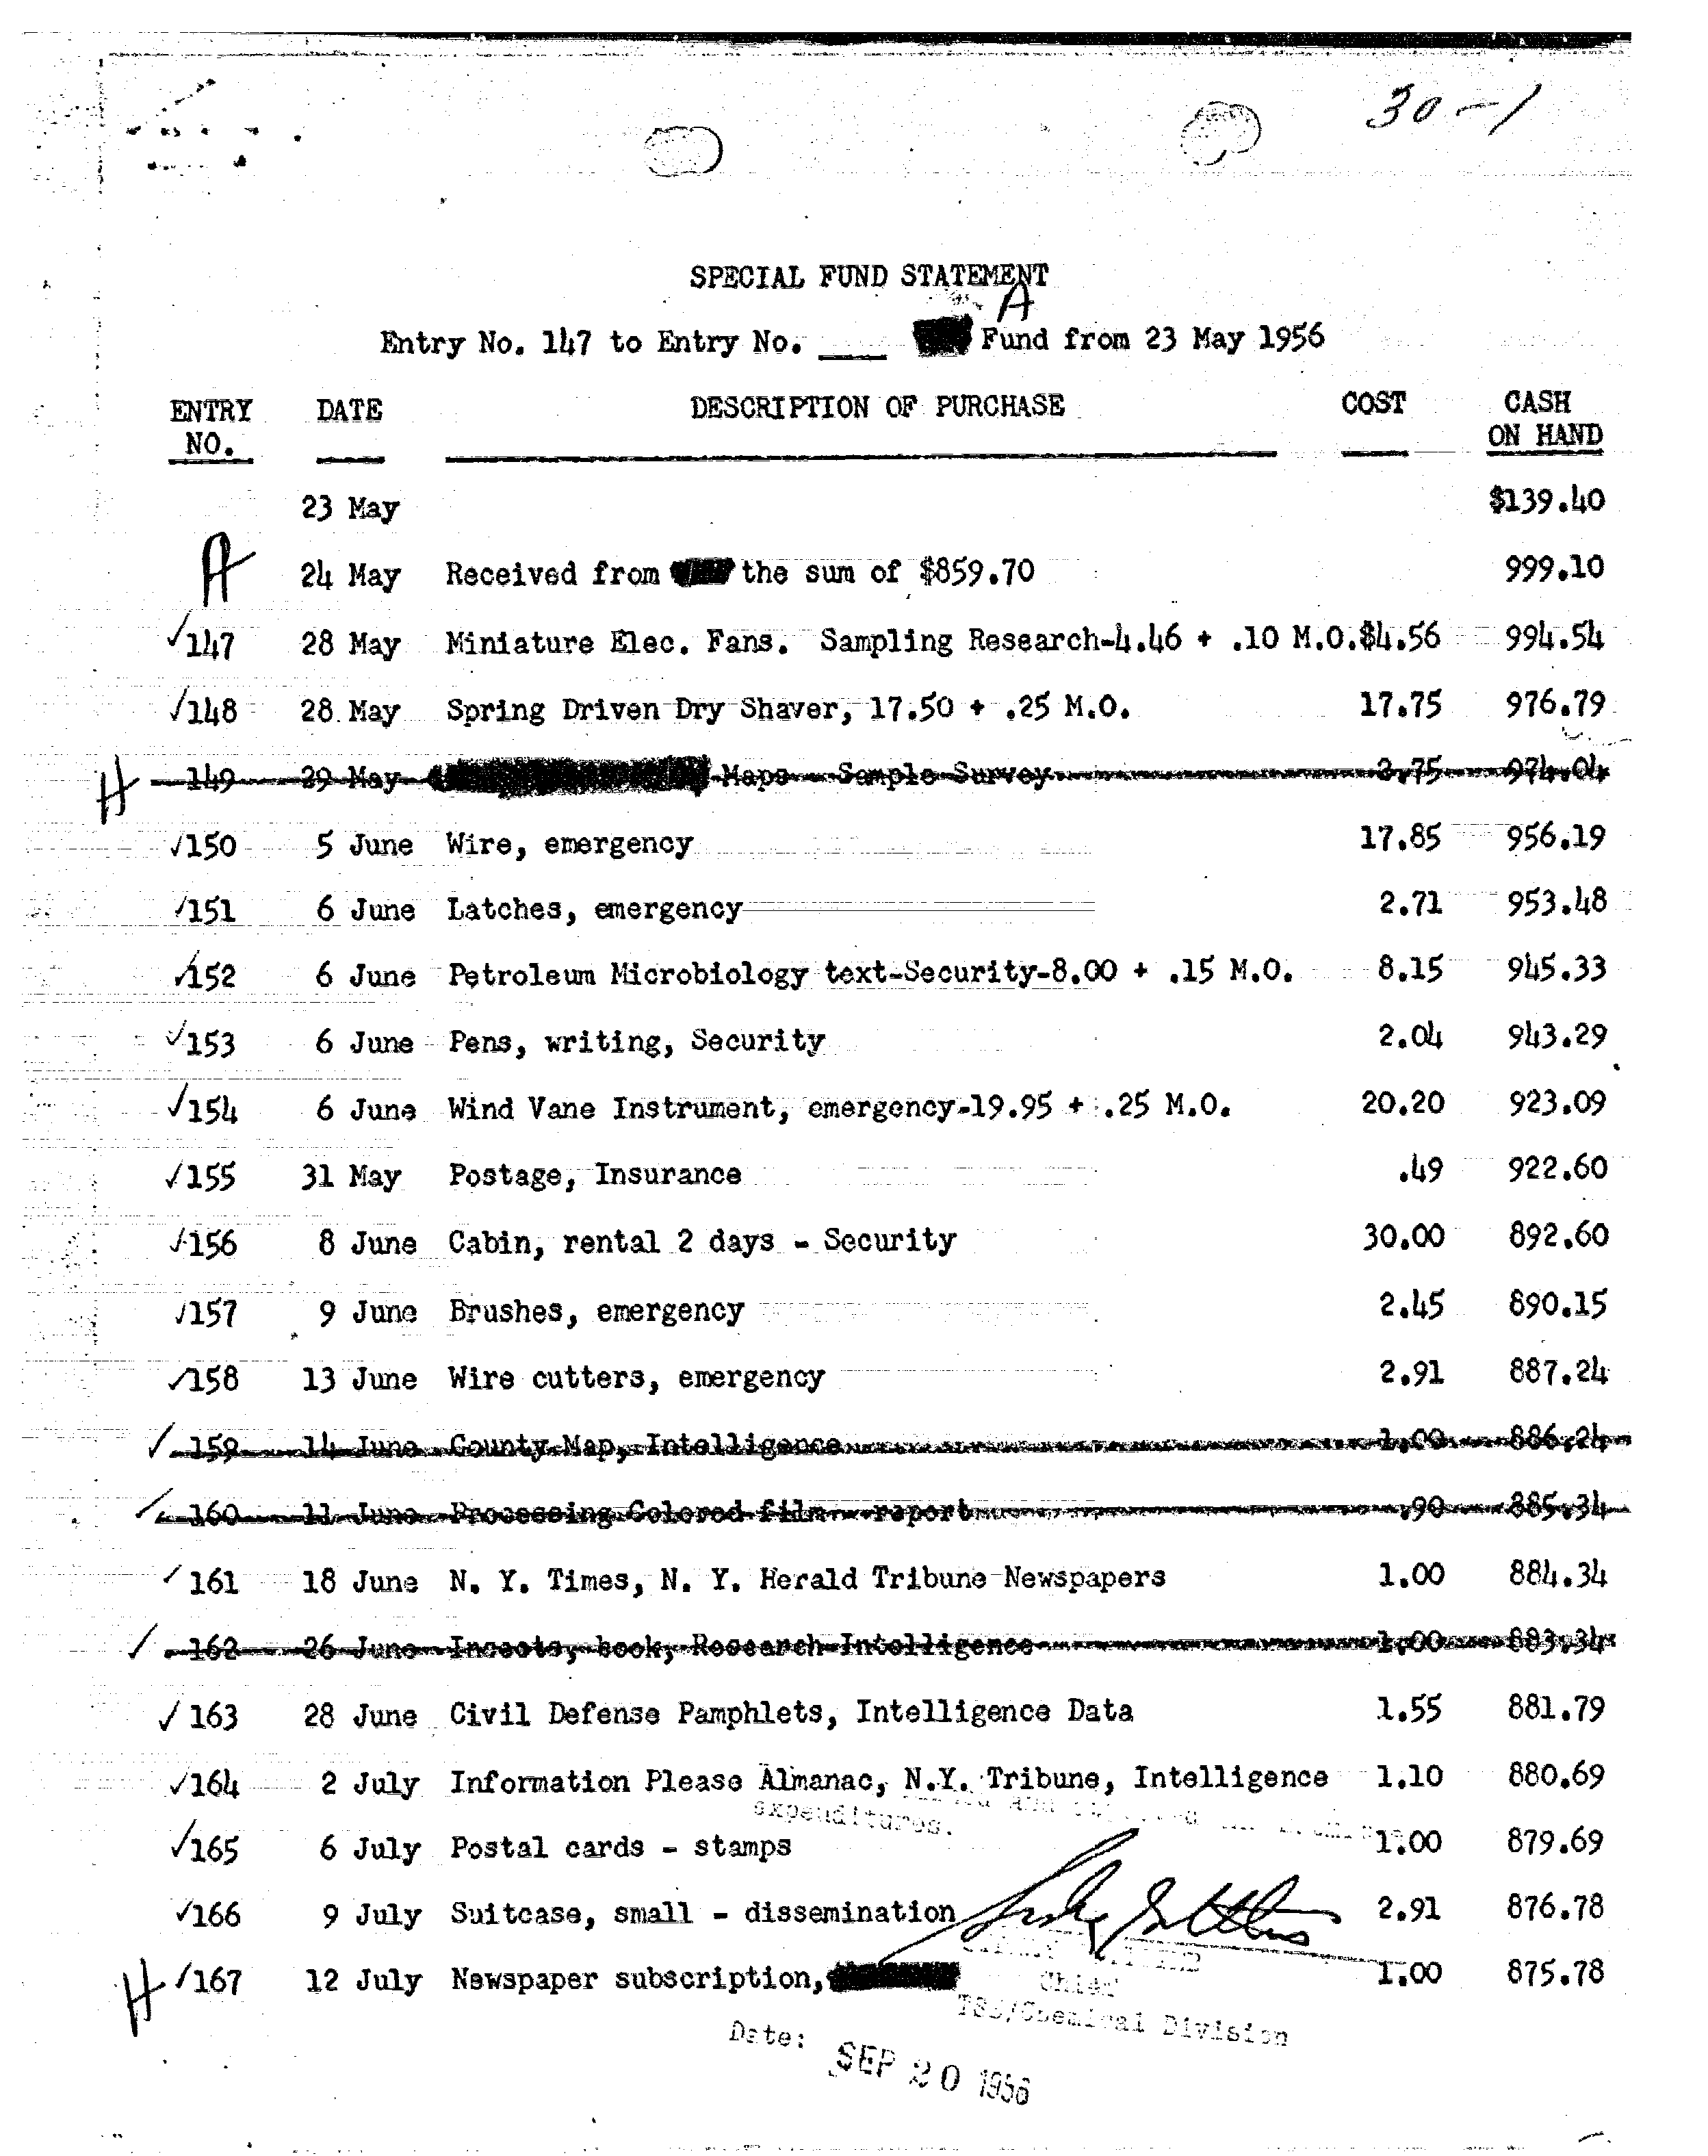 30-1
SPECIAL FUND STATEMENT
A
Entry No. 147 to Entry No. ____ Fund from 23 May 1956
ENTRY NO. DATE DESCRIPTION OF PURCHASE COST CASH ON HAND
23 May $139.40
A 24 May Received from the sum of $859.70 999.10
✓147 28 May Miniature Elec. Fans. Sampling Research-4.46 + .10 M.O.$4.56 994.54
✓148 28 May Spring Driven Dry Shaver, 17.50 + .25 M.O. 17.75 976.79
H 149 29 May Maps - Sample Survey 974.04
✓150 5 June Wire, emergency 17.85 956.19
✓151 6 June Latches, emergency 2.71 953.48
✓152 6 June Petroleum Microbiology text-Security-8.00 + .15 M.O. 8.15 945.33
✓153 6 June Pens, writing, Security 2.04 943.29
✓154 6 June Wind Vane Instrument, emergency-19.95 + .25 M.O. 20.20 923.09
✓155 31 May Postage, Insurance .49 922.60
✓156 8 June Cabin, rental 2 days - Security 30.00 892.60
✓157 9 June Brushes, emergency 2.45 890.15
✓158 13 June Wire cutters, emergency 2.91 887.24
✓159 14 June County Map, Intelligence 1.00 886.24
✓160 11 June Processing Colored film - report .90 885.34
✓161 18 June N. Y. Times, N. Y. Herald Tribune Newspapers 1.00 884.34
✓162 26 June Insects, book, Research-Intelligence 1.00 883.34
✓163 28 June Civil Defense Pamphlets, Intelligence Data 1.55 881.79
✓164 2 July Information Please Almanac, N.Y. Tribune, Intelligence 1.10 880.69
expenditures.
✓165 6 July Postal cards - stamps 1.00 879.69
✓166 9 July Suitcase, small - dissemination 2.91 876.78
H ✓167 12 July Newspaper subscription, 1.00 875.78
Chief
TSS/Chemical Division
Date: SEP 20 1956